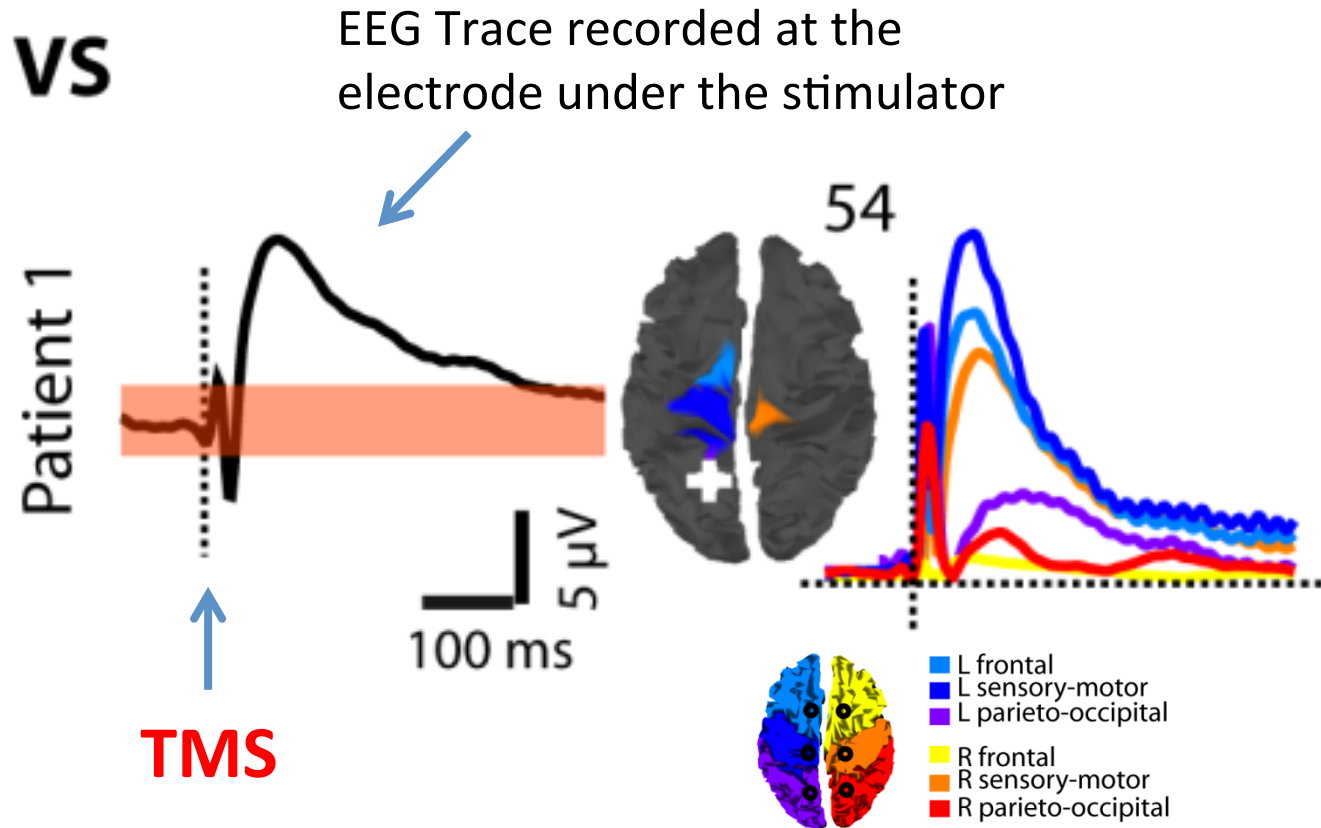 VS
EEG Trace recorded at the
electrode under the stimulator
54
Patient 1
5 µV
100 ms
TMS
L frontal
L sensory-motor
L parieto-occipital
R frontal
R sensory-motor
R parieto-occipital